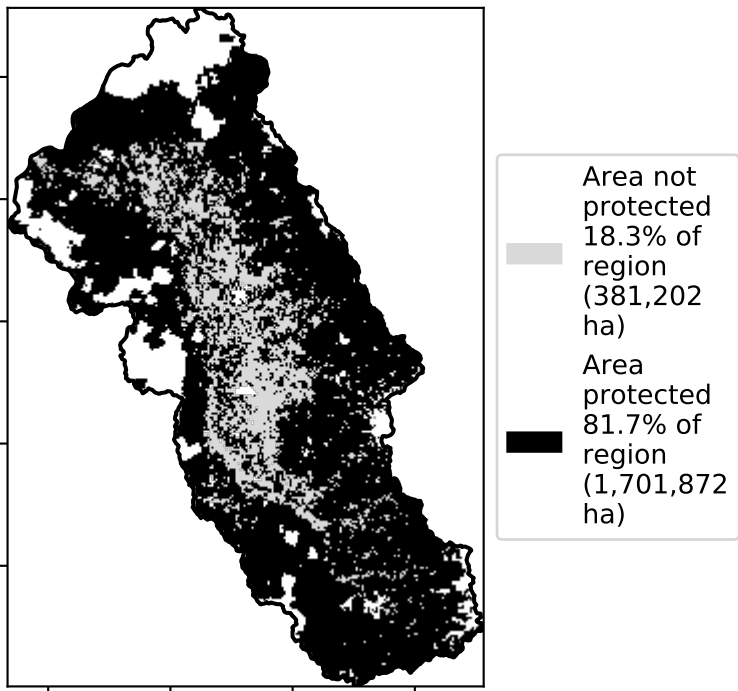 Area not
protected
18.3% of
region
(381,202
ha)
Area
protected
81.7% of
region
(1,701,872
ha)